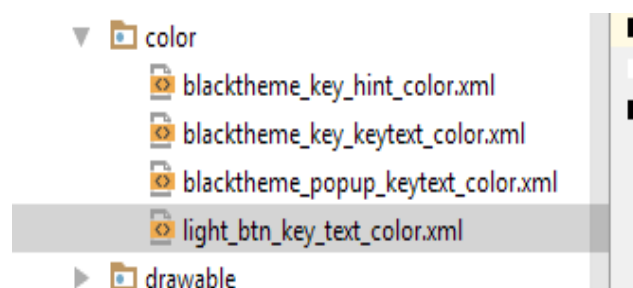 color
blacktheme_key_hint_color.xml
blacktheme_key_keytext_color.xml
blacktheme_popup_keytext_color.xml
light_btn_key_text_color.xml
drawable